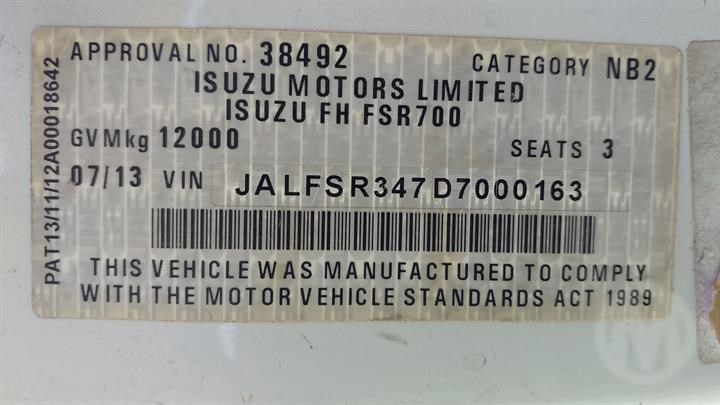 APPROVAL NO. 38492 CATEGORY NB2
ISUZU MOTORS LIMITED
ISUZU FH FSR700
GVMkg 12000 SEATS 3
07/13 VIN JALFSR347D7000163
THIS VEHICLE WAS MANUFACTURED TO COMPLY
WITH THE MOTOR VEHICLE STANDARDS ACT 1989
PAT13/11/12A00018642
M